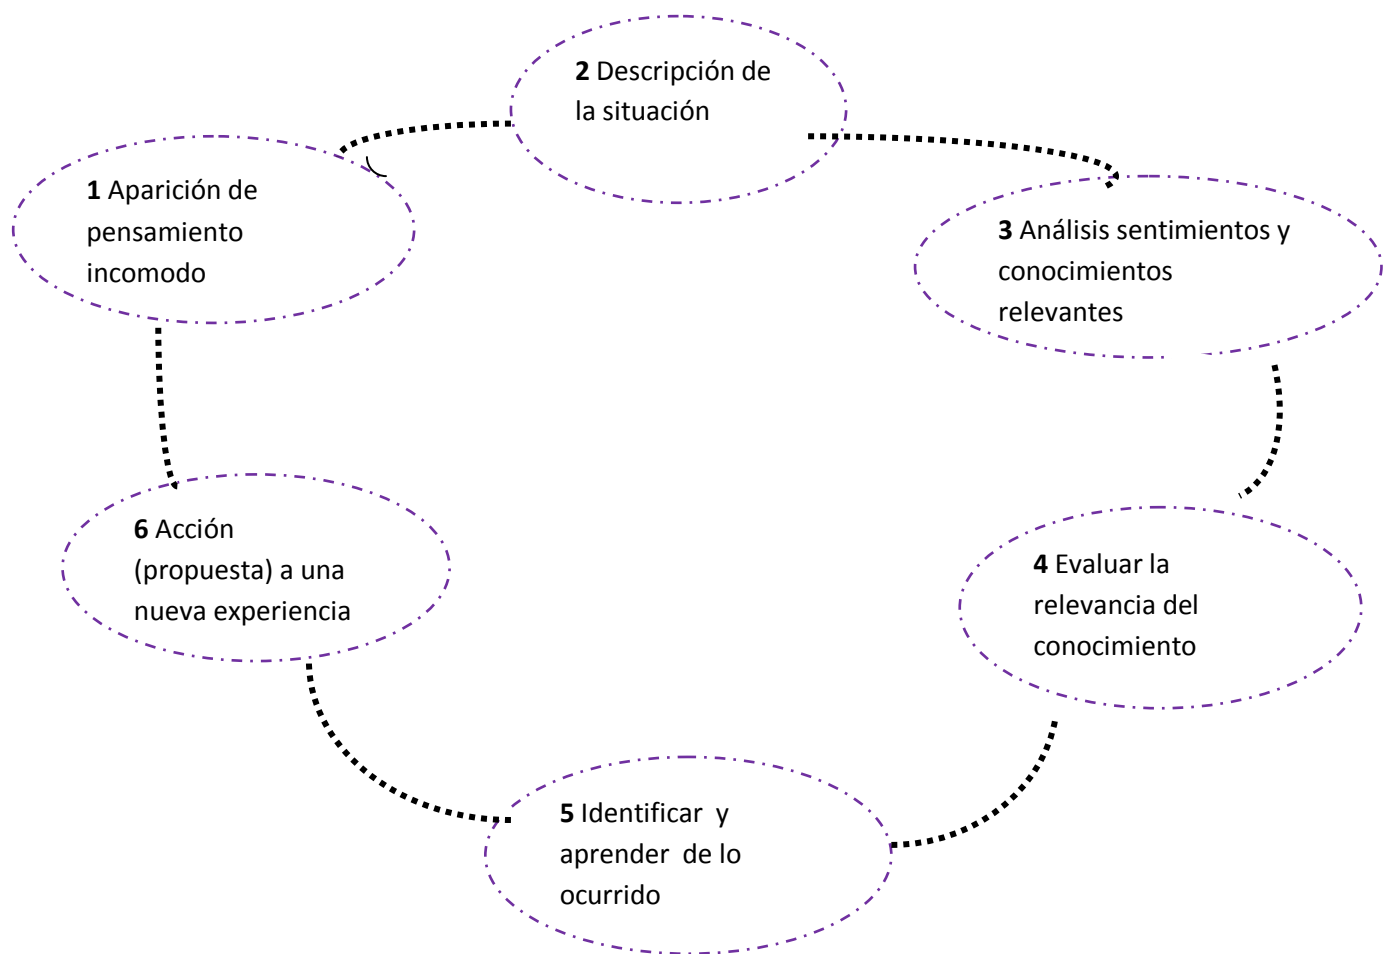 1 Aparición de
pensamiento
incomodo
2 Descripción de
la situación
3 Análisis sentimientos y
conocimientos
relevantes
4 Evaluar la
relevancia del
conocimiento
5 Identificar  y
aprender  de lo
ocurrido
6 Acción
(propuesta) a una
nueva experiencia